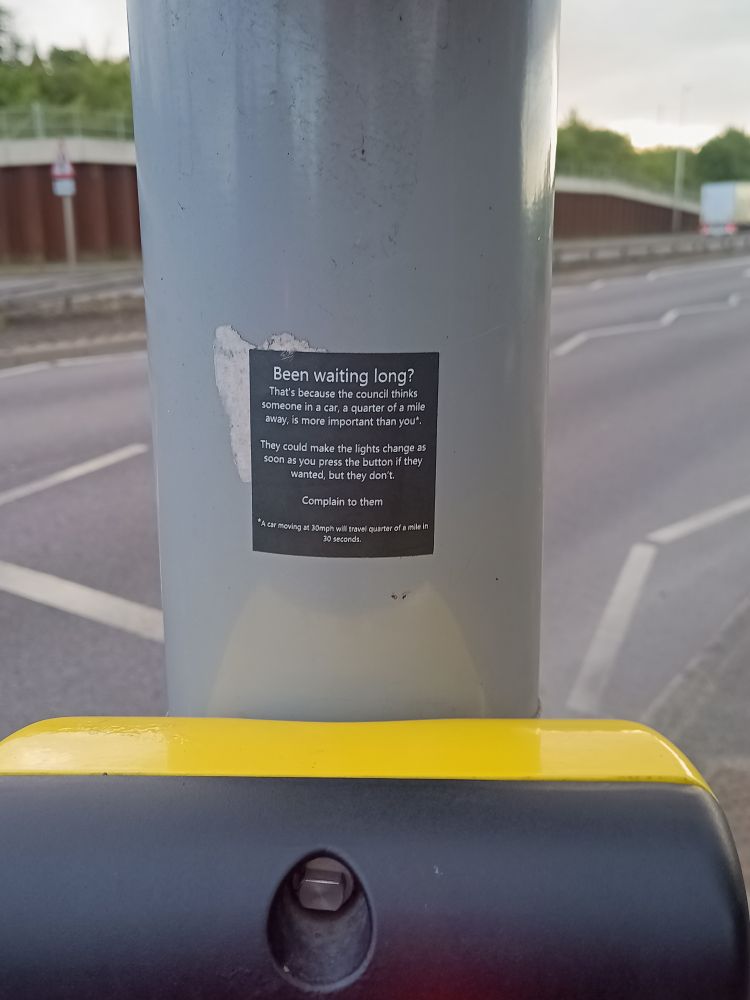 Been waiting long?
That's because the council thinks
someone in a car, a quarter of a mile
away, is more important than you*.
They could make the lights change as
soon as you press the button if they
wanted, but they don't.
Complain to them
*A car moving at 30mph will travel quarter of a mile in
30 seconds.